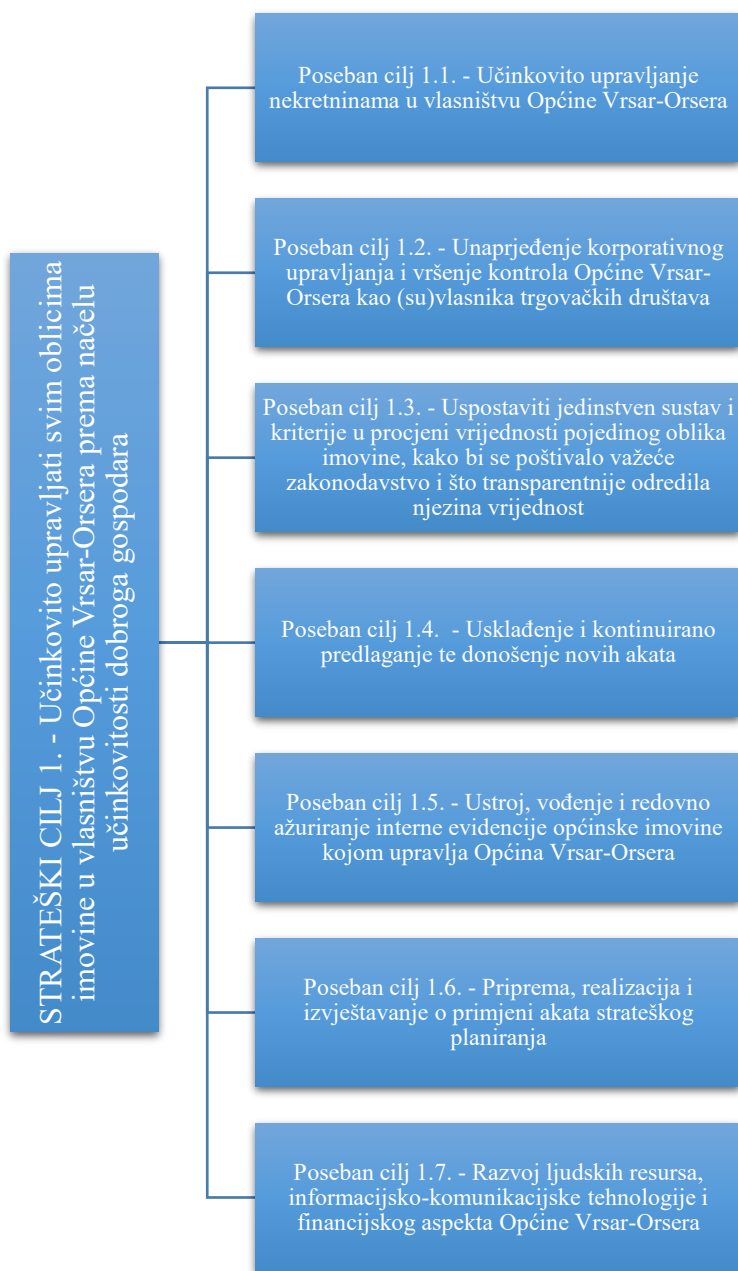 STRATEŠKI CILJ 1. - Učinkovito upravljati svim oblicima
imovine u vlasništvu Općine Vrsar-Orsera prema načelu
učinkovitosti dobroga gospodara
Poseban cilj 1.1. - Učinkovito upravljanje
nekretninama u vlasništvu Općine Vrsar-Orsera
Poseban cilj 1.2. - Unaprjeđenje korporativnog
upravljanja i vršenje kontrola Općine Vrsar-
Orsera kao (su)vlasnika trgovačkih društava
Poseban cilj 1.3. - Uspostaviti jedinstven sustav i
kriterije u procjeni vrijednosti pojedinog oblika
imovine, kako bi se poštivalo važeće
zakonodavstvo i što transparentnije odredila
njezina vrijednost
Poseban cilj 1.4. - Usklađenje i kontinuirano
predlaganje te donošenje novih akata
Poseban cilj 1.5. - Ustroj, vođenje i redovno
ažuriranje interne evidencije općinske imovine
kojom upravlja Općina Vrsar-Orsera
Poseban cilj 1.6. - Priprema, realizacija i
izvještavanje o primjeni akata strateškog
planiranja
Poseban cilj 1.7. - Razvoj ljudskih resursa,
informacijsko-komunikacijske tehnologije i
financijskog aspekta Općine Vrsar-Orsera